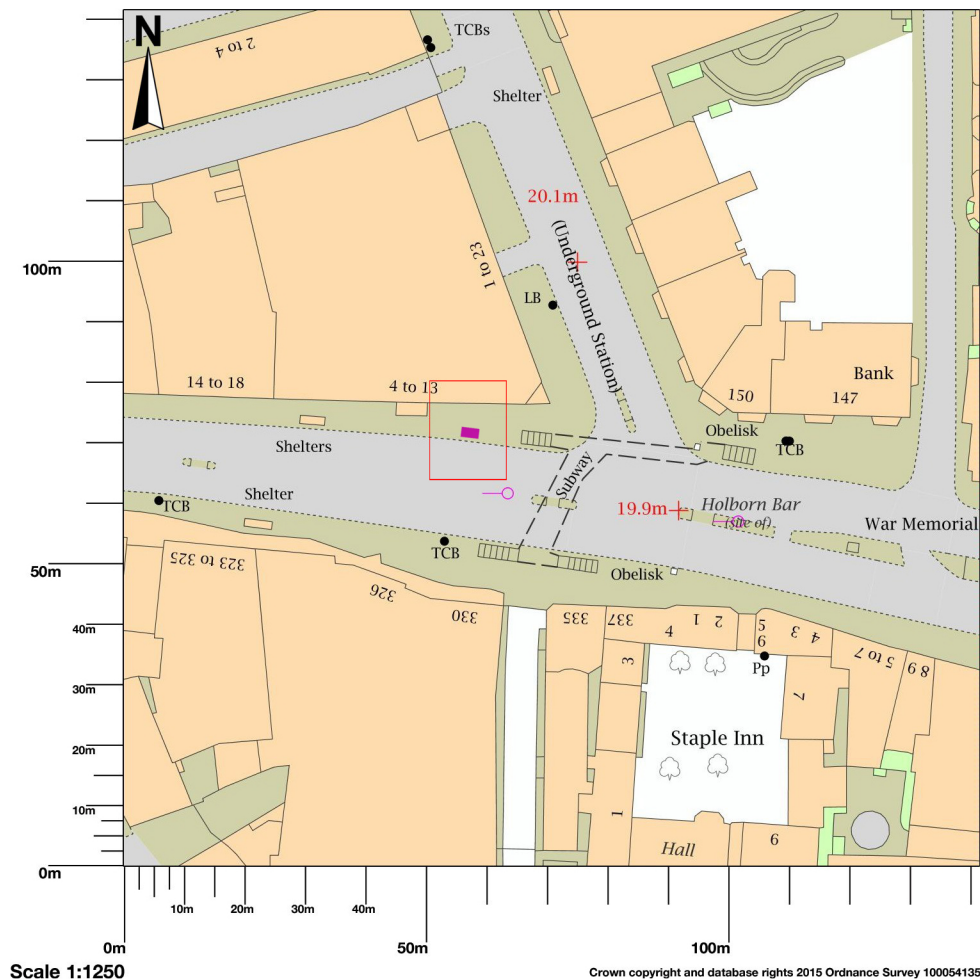 N
TCBs
2 to 4
Shelter
20.1m
(Underground Station)
1 to 23
100m
LB
14 to 18
4 to 13
Bank
150
147
Obelisk
TCB
Shelters
Subway
Shelter
TCB
19.9m
Holborn Bar
(site of)
War Memorial
TCB
50m
Obelisk
323 to 325
326
330
335
337
4
1
2
5
6
3
4
5 to 7
8 9
40m
3
Pp
7
30m
Staple Inn
20m
10m
1
Hall
6
0m
10m
20m
30m
40m
0m
50m
100m
Scale 1:1250
Crown copyright and database rights 2015 Ordnance Survey 100054135